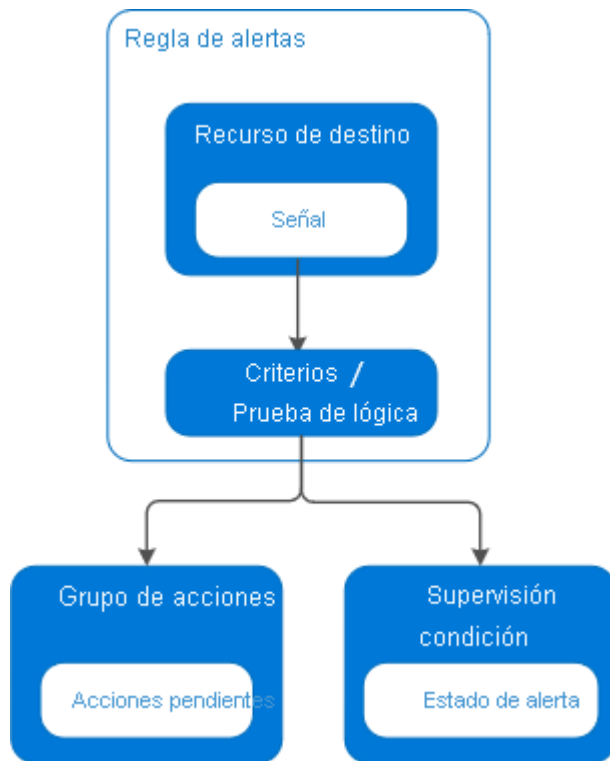 Regla de alertas
Recurso de destino
Señal
Criterios /
Prueba de lógica
Grupo de acciones
Acciones pendientes
Supervisión
condición
Estado de alerta